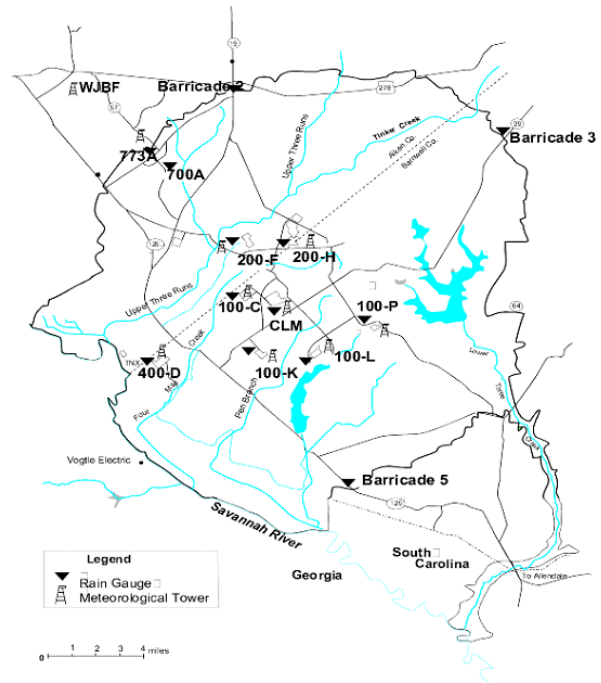 19
WJBF
Barricade 2
278
57
Upper Three Runs
Tinker Creek
39
Aiken Co.
Barnwell Co.
Barricade 3
773A
700A
125
200-F
200-H
Upper Three Runs
100-C
100-P
CLM
64
TNX
400-D
Four
Mile
Creek
100-K
100-L
Pen Branch
Lower
Three
Vogtle Electric
Barricade 5
125
Savannah River
South
Carolina
Georgia
To Allendale
Legend
Rain Gauge
Meteorological Tower
0 1 2 3 4 miles